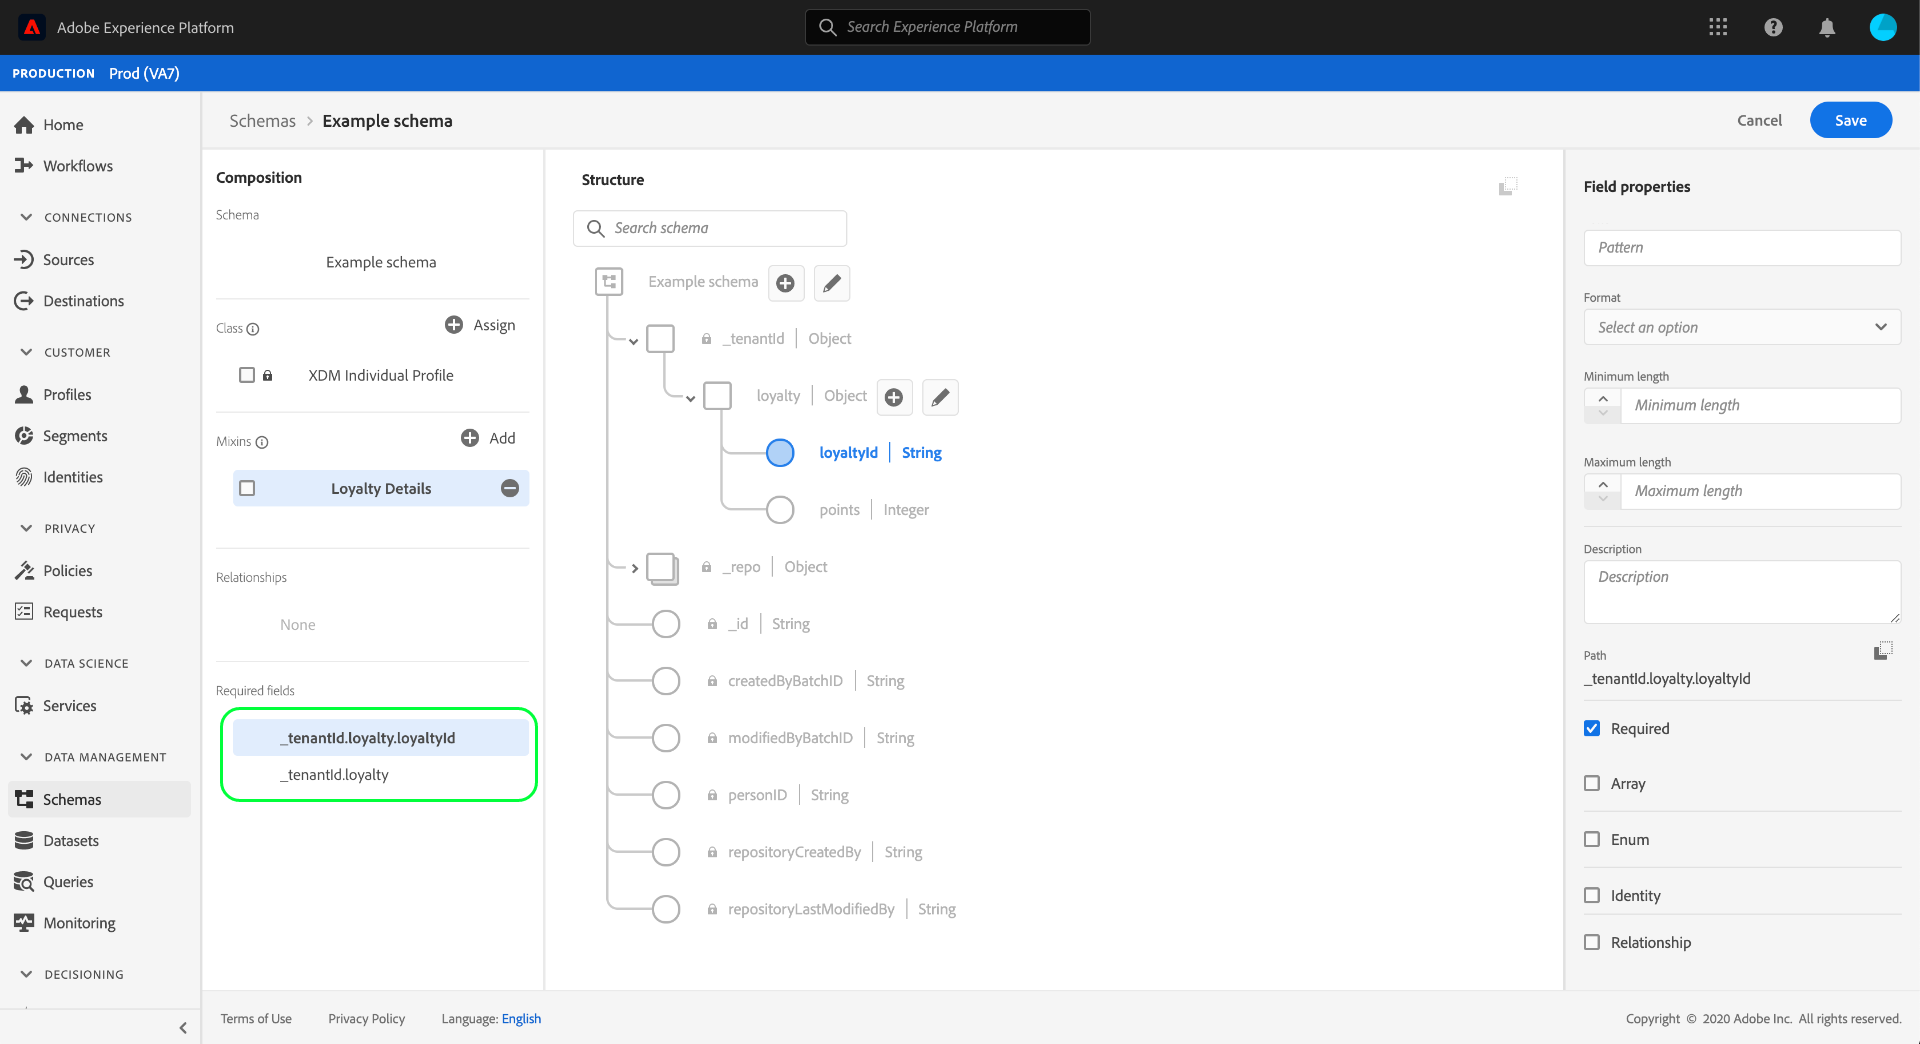 Adobe Experience Platform
Search Experience Platform
PRODUCTION Prod (VA7)
Home
Workflows
CONNECTIONS
Sources
Destinations
CUSTOMER
Profiles
Segments
Identities
PRIVACY
Policies
Requests
DATA SCIENCE
Services
DATA MANAGEMENT
Schemas
Datasets
Queries
Monitoring
DECISIONING
Schemas > Example schema
Cancel
Save
Composition
Schema
Example schema
Class
Assign
XDM Individual Profile
Mixins
Add
Loyalty Details
Relationships
None
Required fields
_tenantId.loyalty.loyaltyId
_tenantId.loyalty
Structure
Search schema
Example schema
_tenantId | Object
loyalty | Object
loyaltyId | String
points | Integer
_repo | Object
_id | String
createdByBatchID | String
modifiedByBatchID | String
personID | String
repositoryCreatedBy | String
repositoryLastModifiedBy | String
Field properties
Pattern
Format
Select an option
Minimum length
Minimum length
Maximum length
Maximum length
Description
Description
Path
_tenantId.loyalty.loyaltyId
Required
Array
Enum
Identity
Relationship
Terms of Use
Privacy Policy
Language: English
Copyright © 2020 Adobe Inc. All rights reserved.